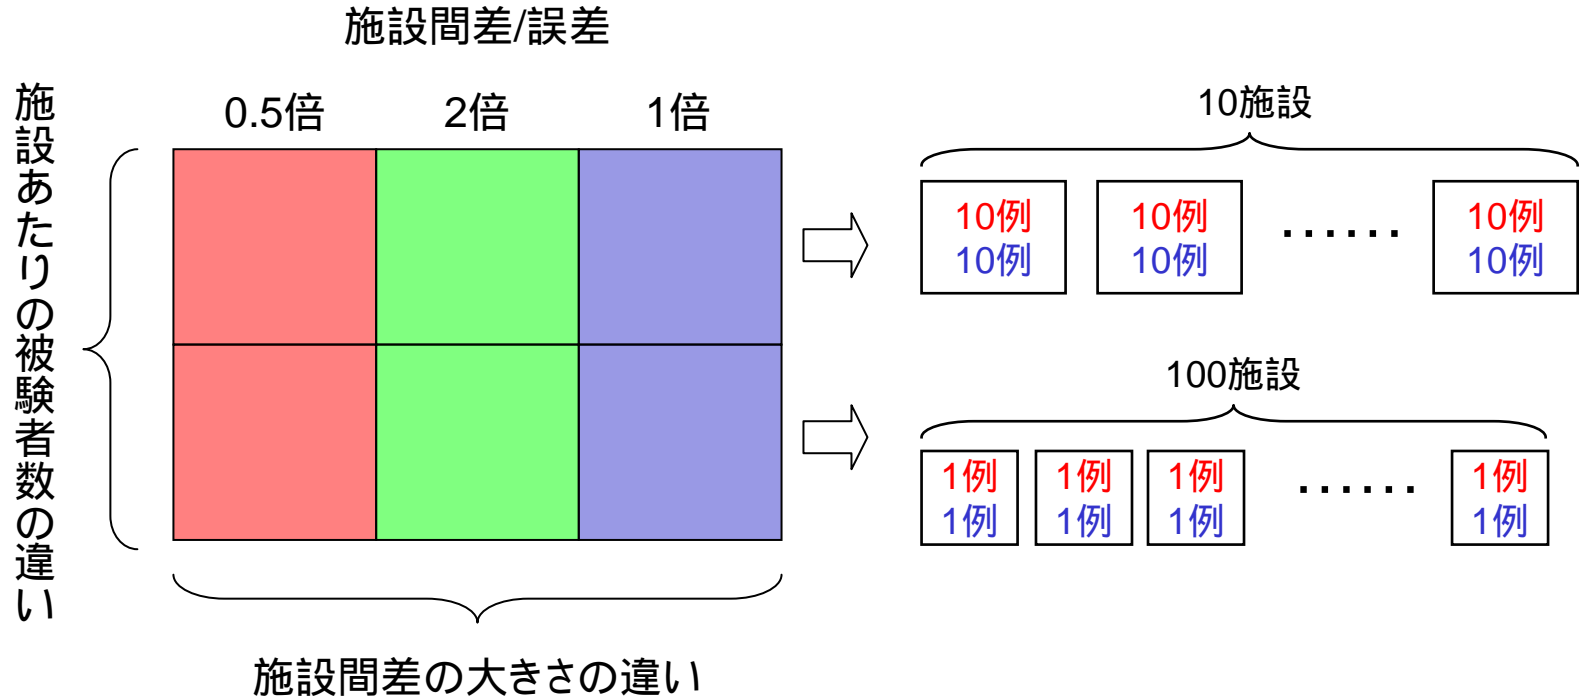 施設間差/誤差
0.5倍 2倍 1倍
施設あたりの被験者数の違い
施設間差の大きさの違い
10施設
10例 10例 ・・・・・・ 10例
10例 10例 10例
100施設
1例 1例 1例 ・・・・・・ 1例
1例 1例 1例 1例